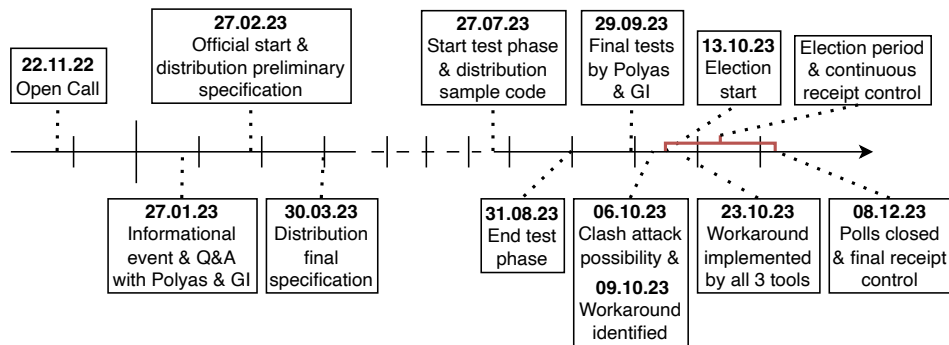 22.11.22
Open Call
27.02.23
Official start &
distribution preliminary
specification
27.07.23
Start test phase
& distribution
sample code
29.09.23
Final tests
by Polyas
& GI
13.10.23
Election
start
Election period
& continuous
receipt control
27.01.23
Informational
event & Q&A
with Polyas & GI
30.03.23
Distribution
final
specification
31.08.23
End test
phase
06.10.23
Clash attack
possibility &
09.10.23
Workaround
identified
23.10.23
Workaround
implemented
by all 3 tools
08.12.23
Polls closed
& final receipt
control